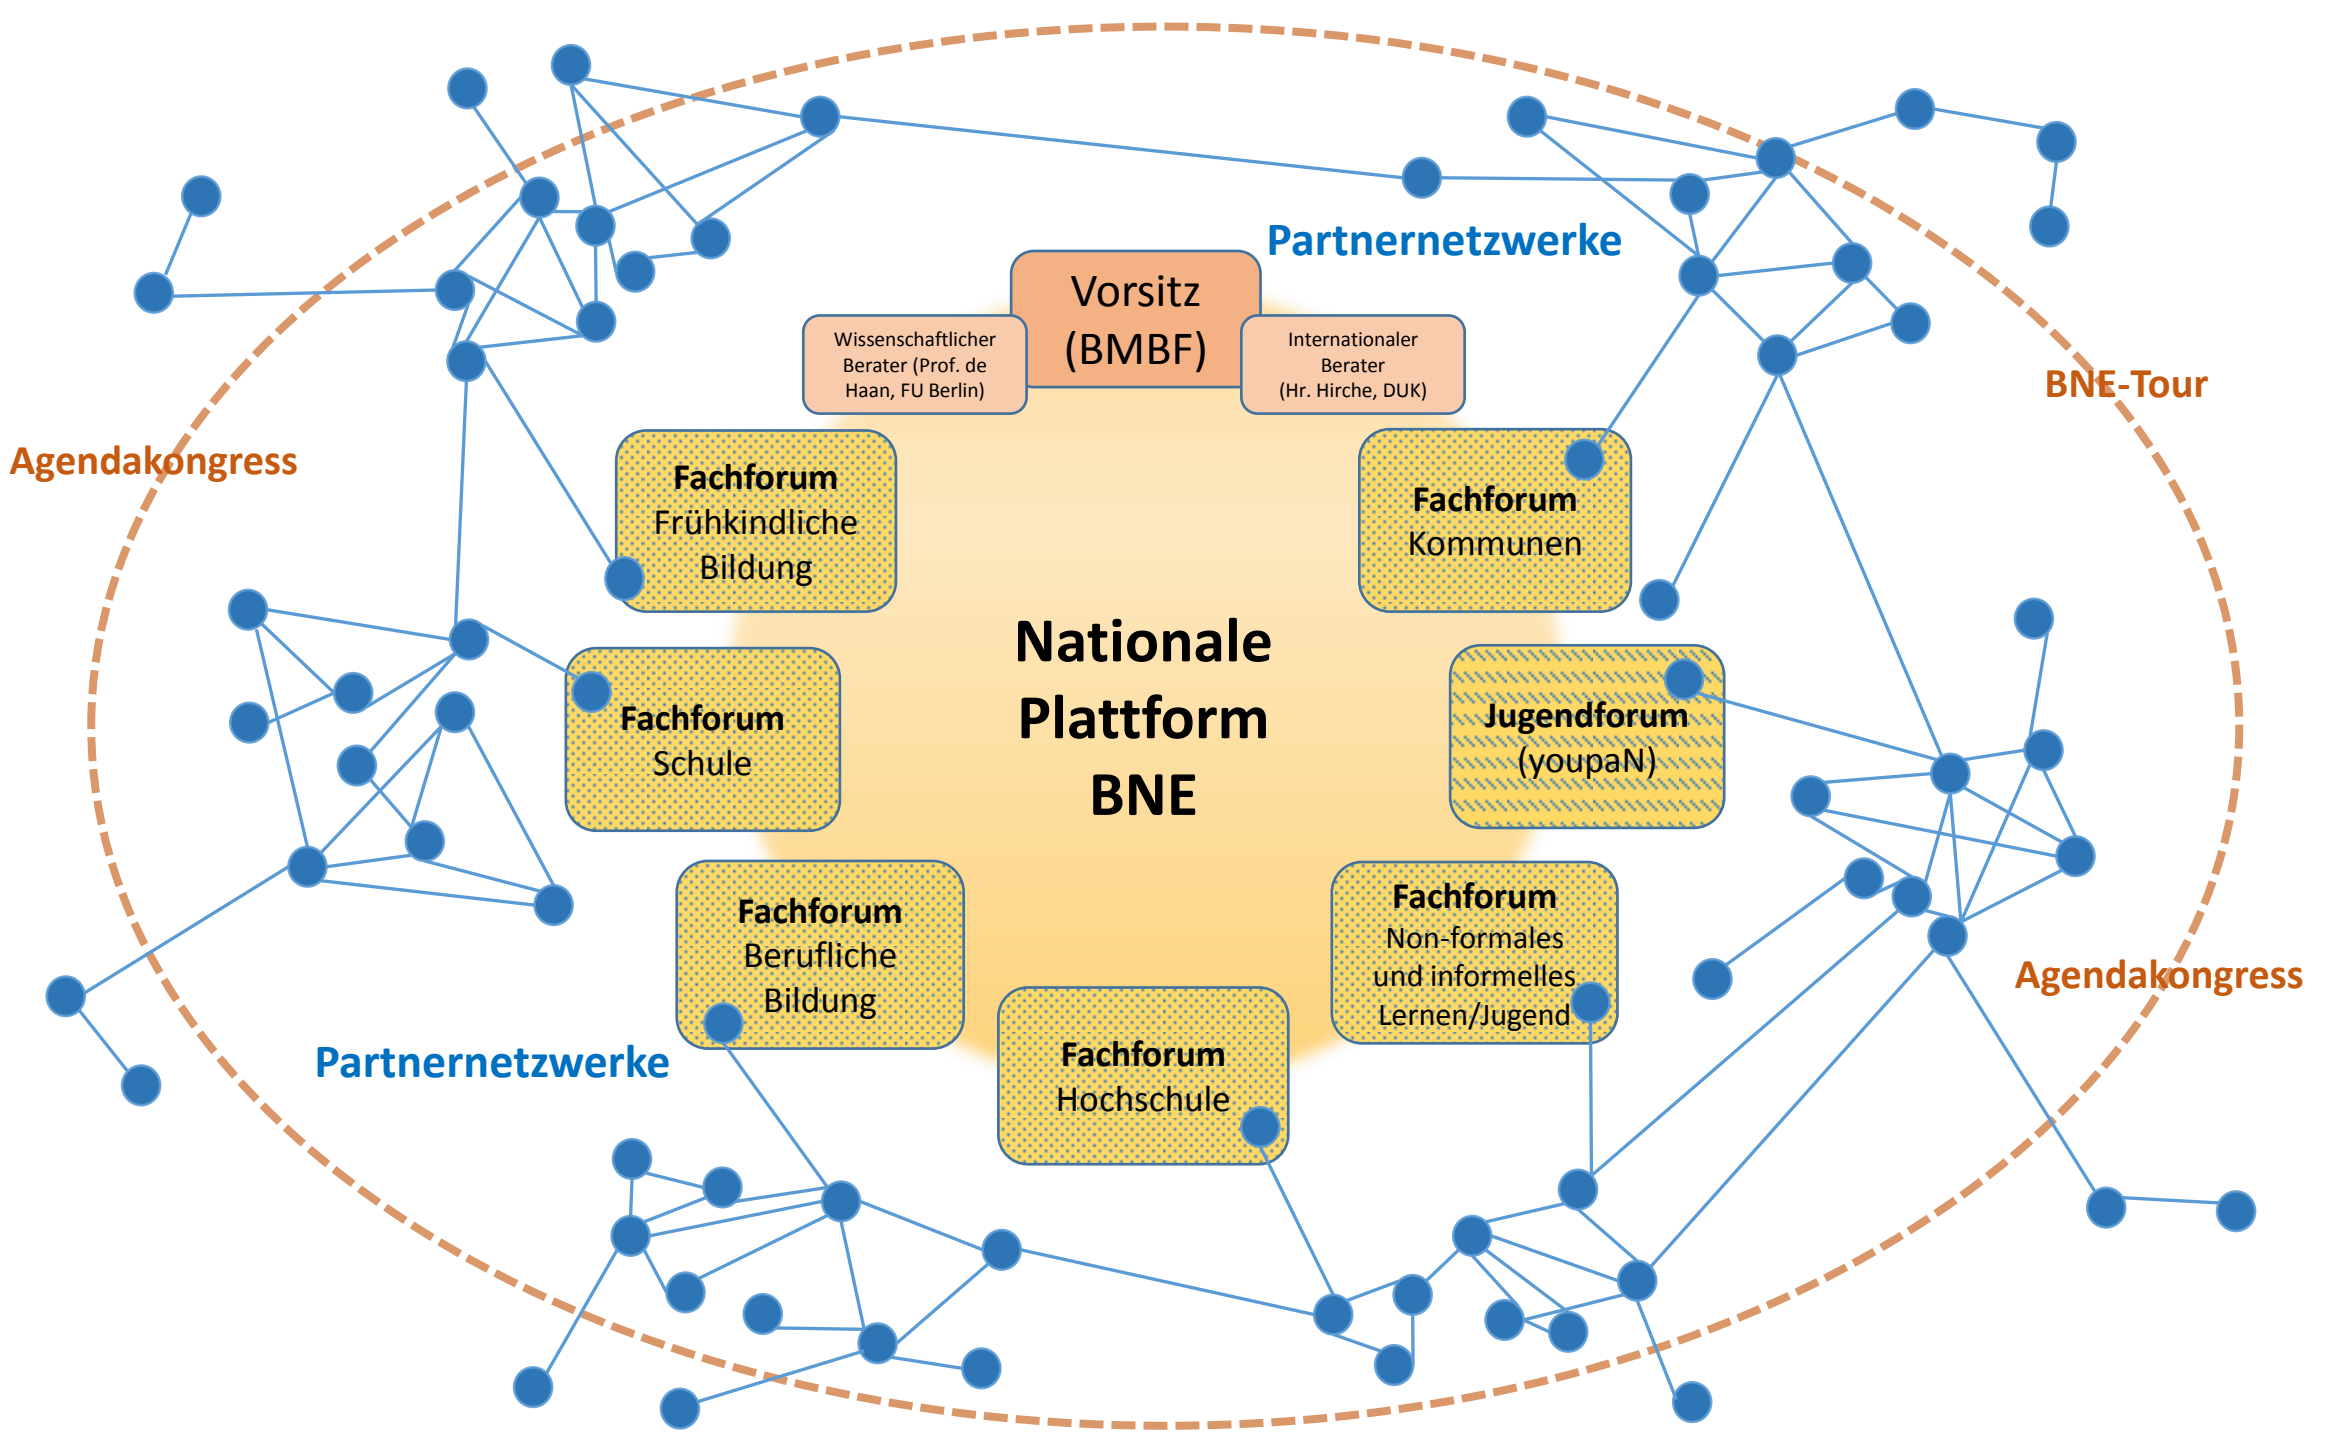 Partnernetzwerke
Vorsitz
(BMBF)
Wissenschaftlicher
Berater (Prof. de
Haan, FU Berlin)
Internationaler
Berater
(Hr. Hirche, DUK)
BNE-Tour
Agendakongress
Fachforum
Frühkindliche
Bildung
Fachforum
Kommunen
Nationale
Plattform
BNE
Fachforum
Schule
Jugendforum
(youpaN)
Fachforum
Berufliche
Bildung
Fachforum
Non-formales
und informelles
Lernen/Jugend
Agendakongress
Partnernetzwerke
Fachforum
Hochschule